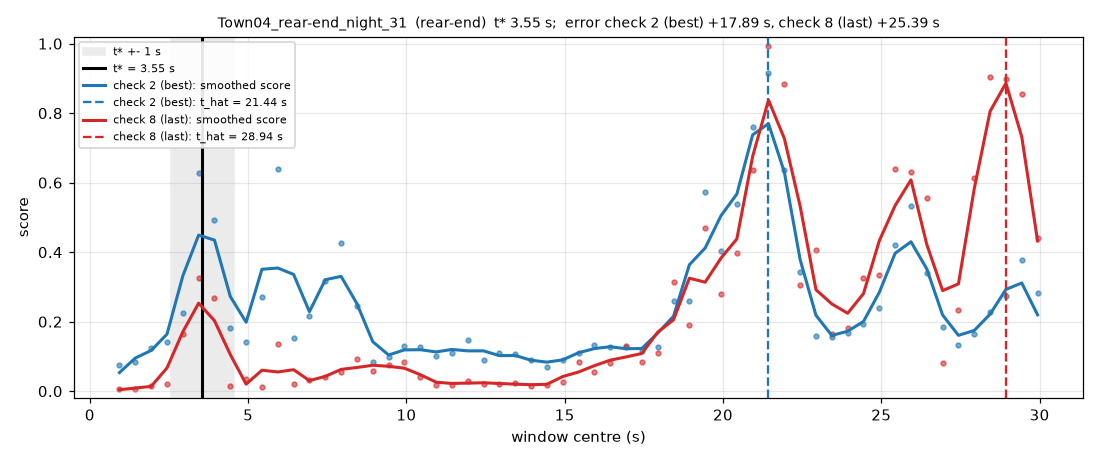 Town04_rear-end_night_31  (rear-end)  t* 3.55 s;  error check 2 (best) +17.89 s, check 8 (last) +25.39 s
t* +- 1 s
t* = 3.55 s
check 2 (best): smoothed score
check 2 (best): t_hat = 21.44 s
check 8 (last): smoothed score
check 8 (last): t_hat = 28.94 s
1.0
0.8
0.6
0.4
0.2
0.0
score
0 5 10 15 20 25 30
window centre (s)